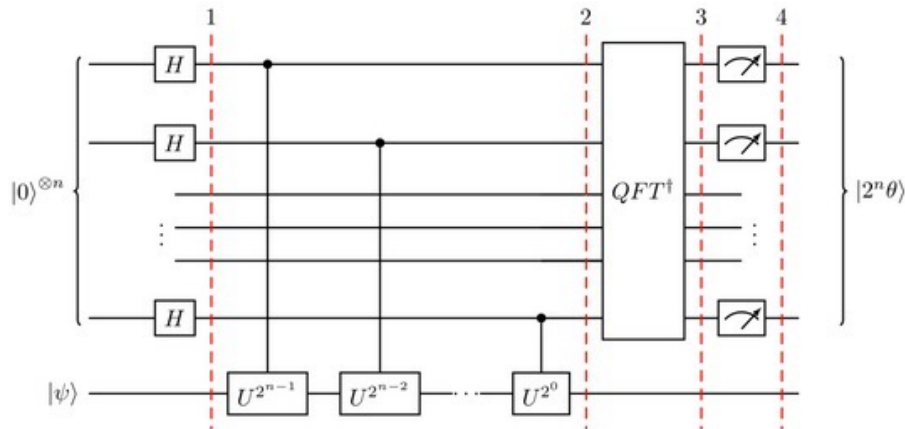 1 2 3 4
H
H
|0⟩^{⊗n} QFT^† |2^nθ⟩
⋮ ⋮
H
|ψ⟩ U^{2^{n-1}} U^{2^{n-2}} ... U^{2^0}